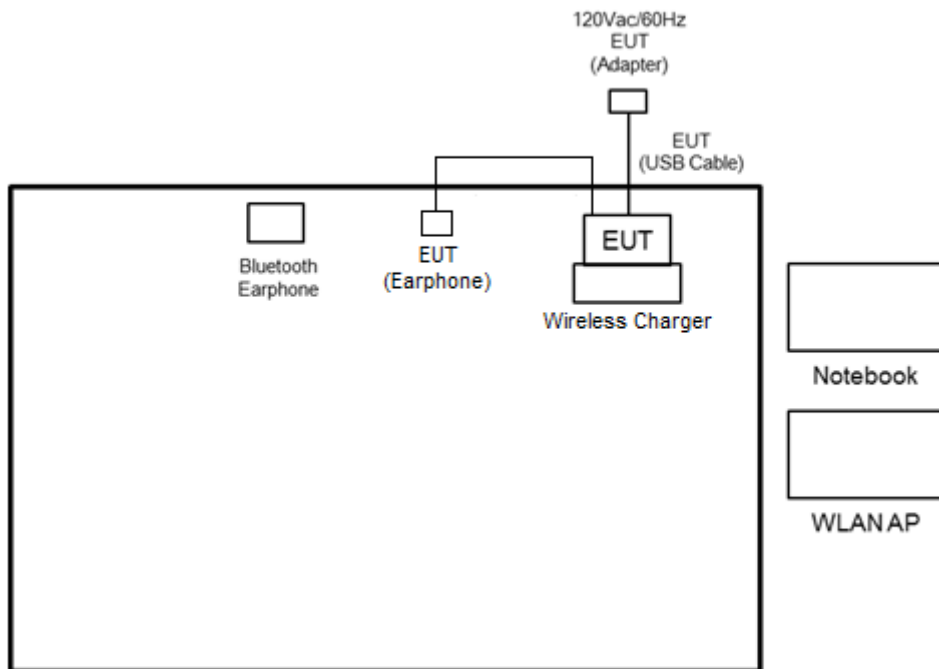 120Vac/60Hz
EUT
(Adapter)
EUT
(USB Cable)
Bluetooth
Earphone
EUT
(Earphone)
EUT
Wireless Charger
Notebook
WLAN AP